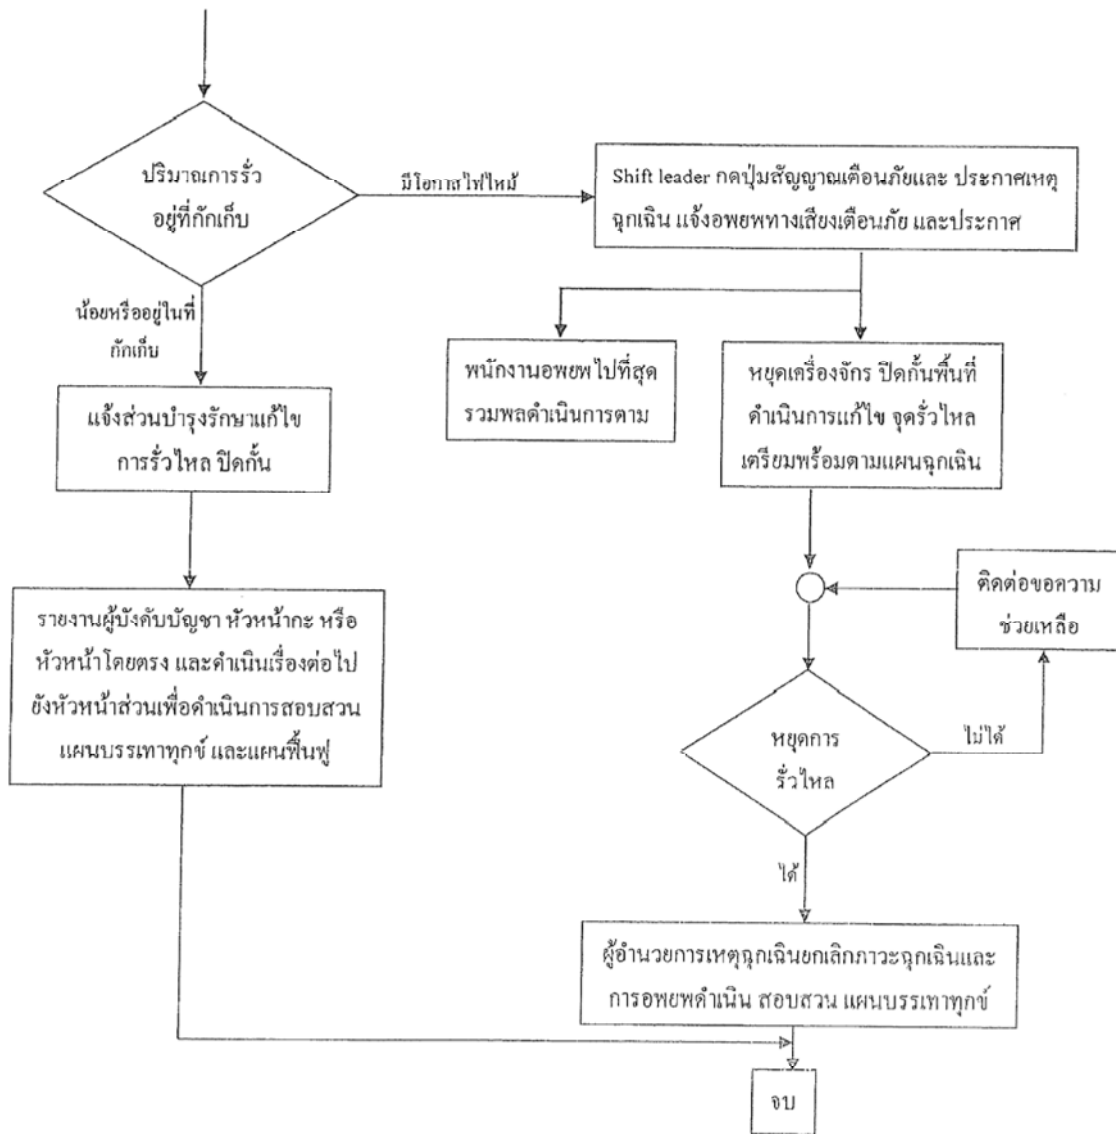 ปริมาณการรั่ว
อยู่ที่กักเก็บ
มีโอกาสไฟไหม้
Shift leader กดปุ่มสัญญาณเตือนภัยและ ประกาศเหตุ
ฉุกเฉิน แจ้งอพยพทางเสียงเตือนภัย และประกาศ
น้อยหรืออยู่ในที่
กักเก็บ
พนักงานอพยพไปที่สุด
รวมพลดำเนินการตาม
หยุดเครื่องจักร ปิดกั้นพื้นที่
ดำเนินการแก้ไข จุดรั่วไหล
เตรียมพร้อมตามแผนฉุกเฉิน
แจ้งส่วนบำรุงรักษาแก้ไข
การรั่วไหล ปิดกั้น
ติดต่อขอความ
ช่วยเหลือ
รายงานผู้บังคับบัญชา หัวหน้ากะ หรือ
หัวหน้าโดยตรง และดำเนินเรื่องต่อไป
ยังหัวหน้าส่วนเพื่อดำเนินการสอบสวน
แผนบรรเทาทุกข์ และแผนฟื้นฟู
หยุดการ
รั่วไหล
ไม่ได้
ได้
ผู้อำนวยการเหตุฉุกเฉินยกเลิกภาวะฉุกเฉินและ
การอพยพดำเนิน สอบสวน แผนบรรเทาทุกข์
จบ